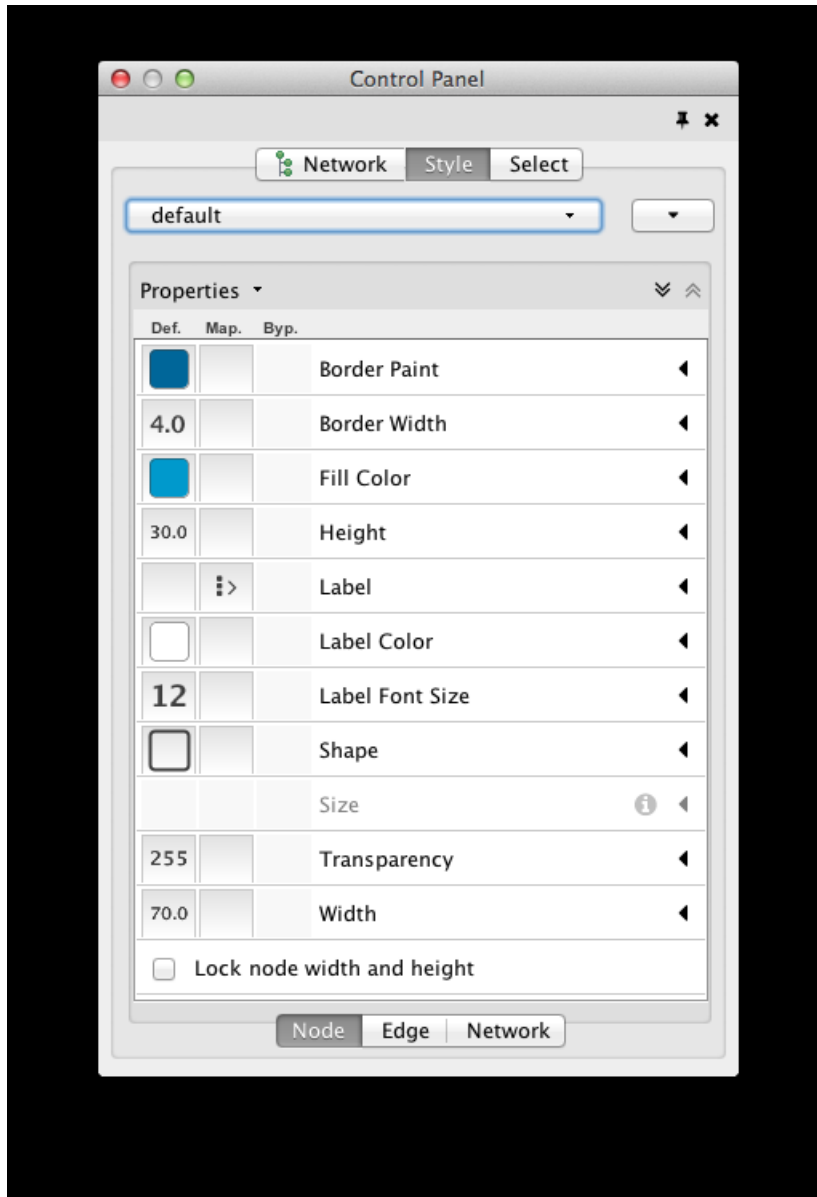 Control Panel
Network Style Select
default
Properties
Def. Map. Byp.
Border Paint
4.0 Border Width
Fill Color
30.0 Height
Label
Label Color
12 Label Font Size
Shape
Size
255 Transparency
70.0 Width
Lock node width and height
Node Edge Network